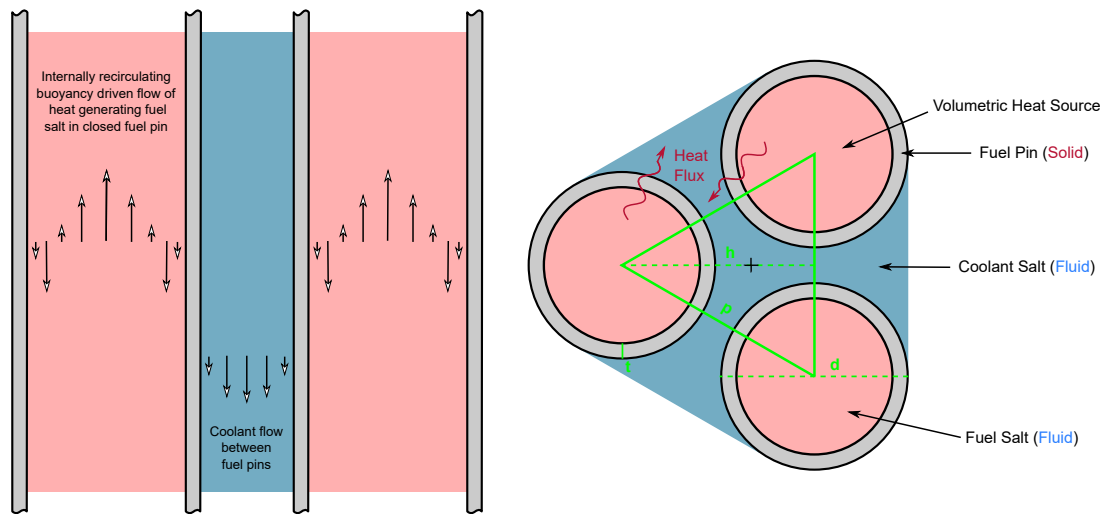 Internally recirculating
buoyancy driven flow of
heat generating fuel
salt in closed fuel pin
Coolant flow
between
fuel pins
Heat
Flux
h
p
t
d
Volumetric Heat Source
Fuel Pin (Solid)
Coolant Salt (Fluid)
Fuel Salt (Fluid)